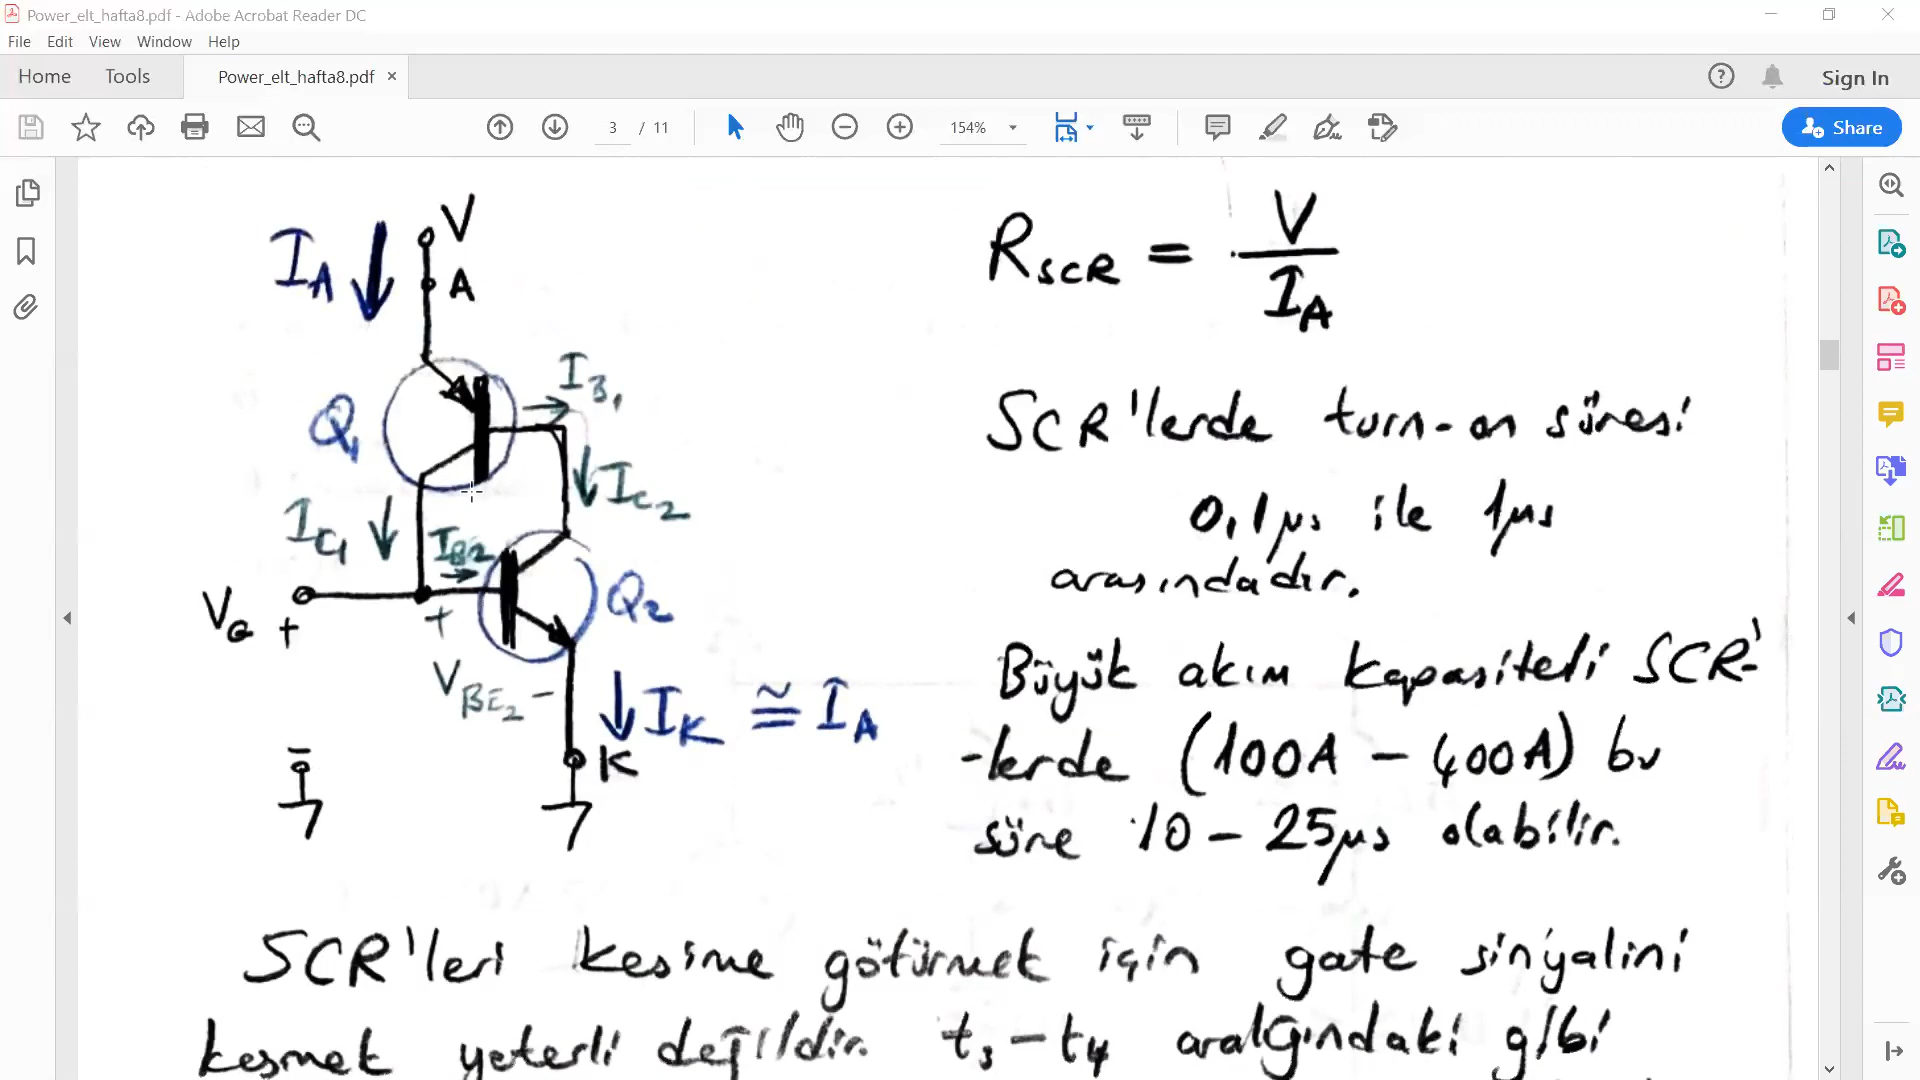 Power_elt_hafta8.pdf - Adobe Acrobat Reader DC
File Edit View Window Help
Home Tools Power_elt_hafta8.pdf × Sign In
3 / 11 154% Share
V
I_A
A
I_B1
Q1
I_C2
I_C1
I_B2
V_G +
+
Q2
V_BE2 -
I_K ≅ I_A
K
-
R_SCR = V / I_A
SCR'lerde turn-on süresi
0,1µs ile 1µs
arasındadır.
Büyük akım kapasiteli SCR'
-lerde (100A - 400A) bu
süre 10 - 25µs olabilir.
SCR'leri kesime götürmek için gate sinyalini
kesmek yeterli değildir. t3-t4 aralığındaki gibi